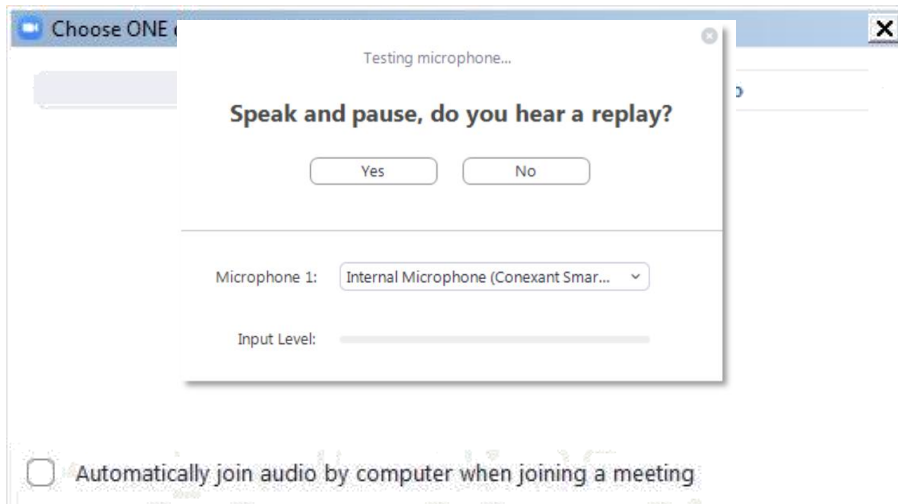 Choose ONE
Testing microphone...
Speak and pause, do you hear a replay?
Yes
No
Microphone 1:
Internal Microphone (Conexant Smar...
Input Level:
Automatically join audio by computer when joining a meeting